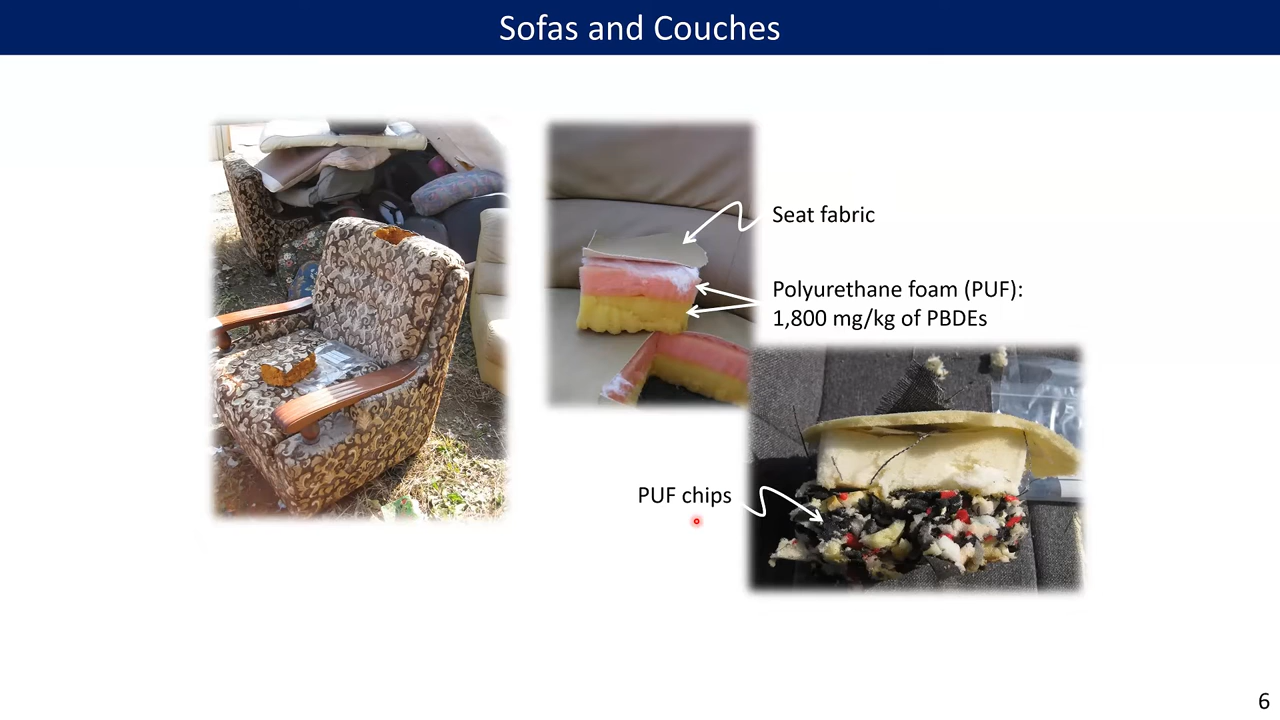 Sofas and Couches
Seat fabric
Polyurethane foam (PUF):
1,800 mg/kg of PBDEs
PUF chips
6